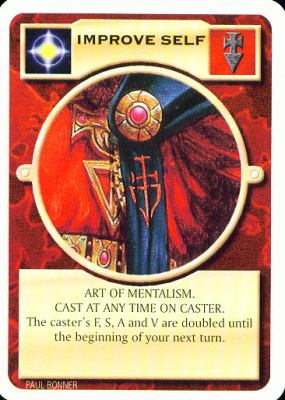 IMPROVE SELF
ART OF MENTALISM.
CAST AT ANY TIME ON CASTER.
The caster's F, S, A and V are doubled until
the beginning of your next turn.
PAUL BONNER